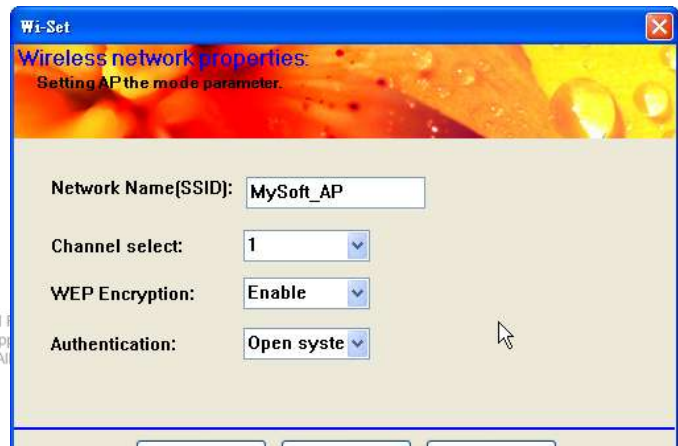 Wi-Set
Wireless network properties:
Setting AP the mode parameter.
Network Name(SSID):
MySoft_AP
Channel select:
1
WEP Encryption:
Enable
Authentication:
Open syste